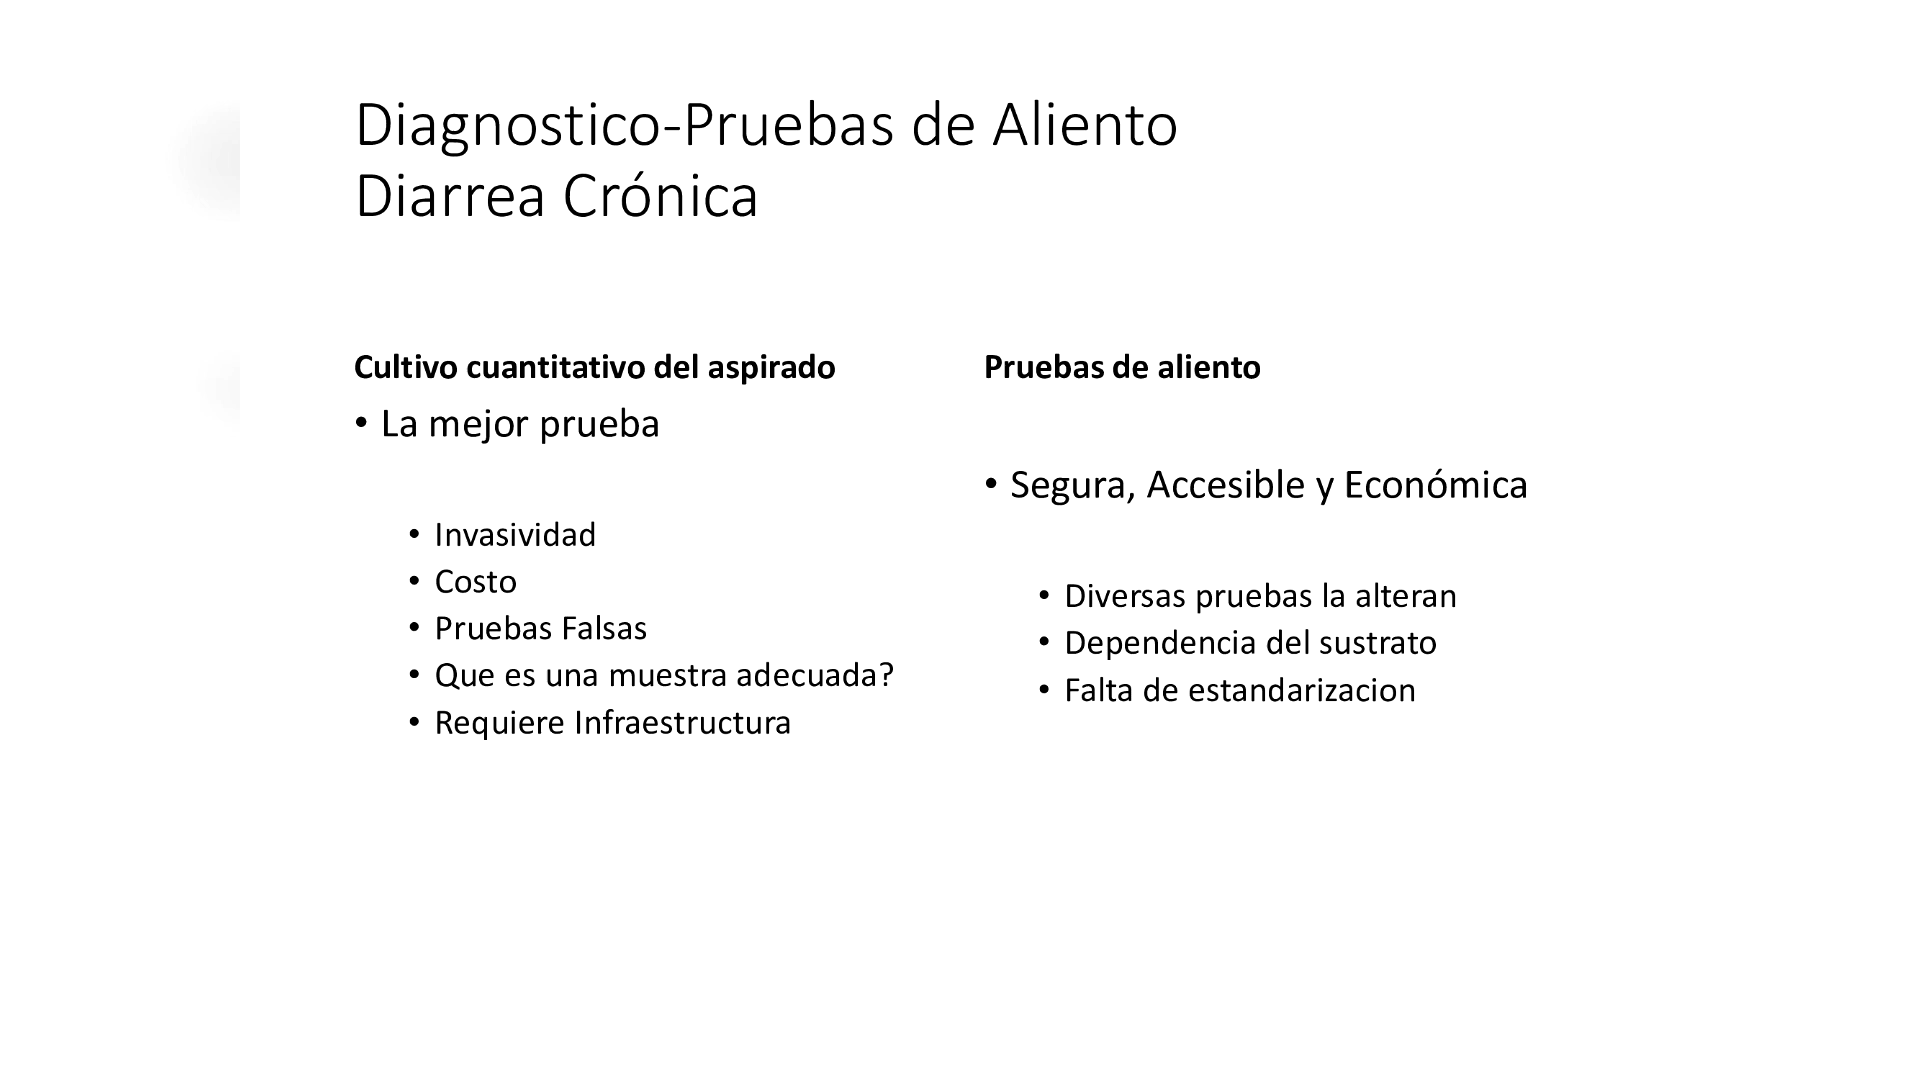 Diagnostico-Pruebas de Aliento
Diarrea Crónica
Cultivo cuantitativo del aspirado
• La mejor prueba
• Invasividad
• Costo
• Pruebas Falsas
• Que es una muestra adecuada?
• Requiere Infraestructura
Pruebas de aliento
• Segura, Accesible y Económica
• Diversas pruebas la alteran
• Dependencia del sustrato
• Falta de estandarizacion